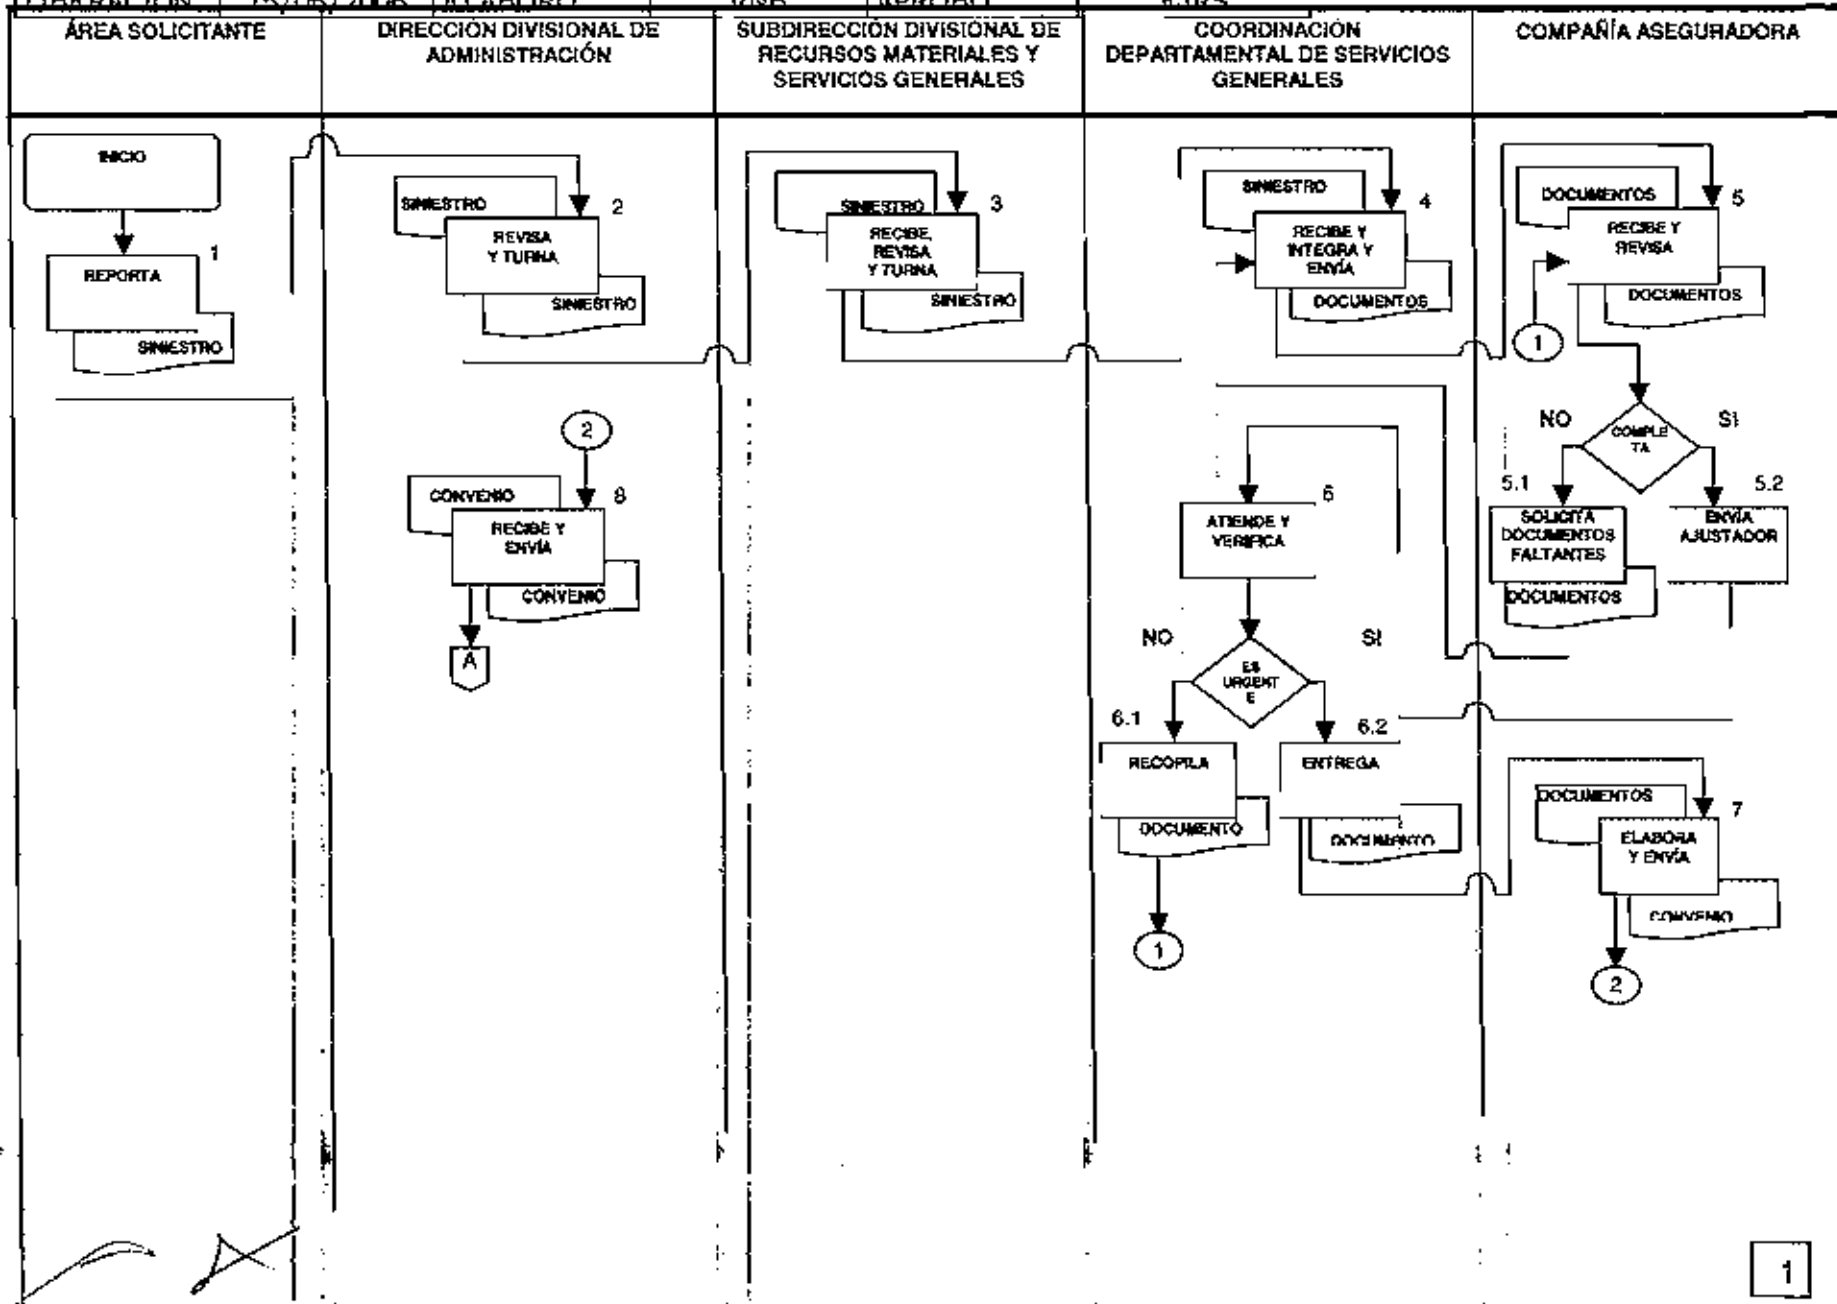 ÁREA SOLICITANTE
DIRECCIÓN DIVISIONAL DE
ADMINISTRACIÓN
SUBDIRECCIÓN DIVISIONAL DE
RECURSOS MATERIALES Y
SERVICIOS GENERALES
COORDINACIÓN
DEPARTAMENTAL DE SERVICIOS
GENERALES
COMPAÑÍA ASEGURADORA
INICIO
1
REPORTA
SINIESTRO
SINIESTRO
2
REVISA
Y TURNA
SINIESTRO
SINIESTRO
3
RECIBE,
REVISA
Y TURNA
SINIESTRO
SINIESTRO
4
RECIBE Y
INTEGRA Y
ENVÍA
DOCUMENTOS
DOCUMENTOS
5
RECIBE Y
REVISA
DOCUMENTOS
1
NO
COMPLE
TA
SI
5.1
SOLICITA
DOCUMENTOS
FALTANTES
DOCUMENTOS
5.2
ENVÍA
AJUSTADOR
6
ATIENDE Y
VERIFICA
NO
ES
URGENT
E
SI
6.1
RECOPILA
DOCUMENTO
1
6.2
ENTREGA
DOCUMENTO
DOCUMENTOS
7
ELABORA
Y ENVÍA
CONVENIO
2
2
CONVENIO
8
RECIBE Y
ENVÍA
CONVENIO
A
1